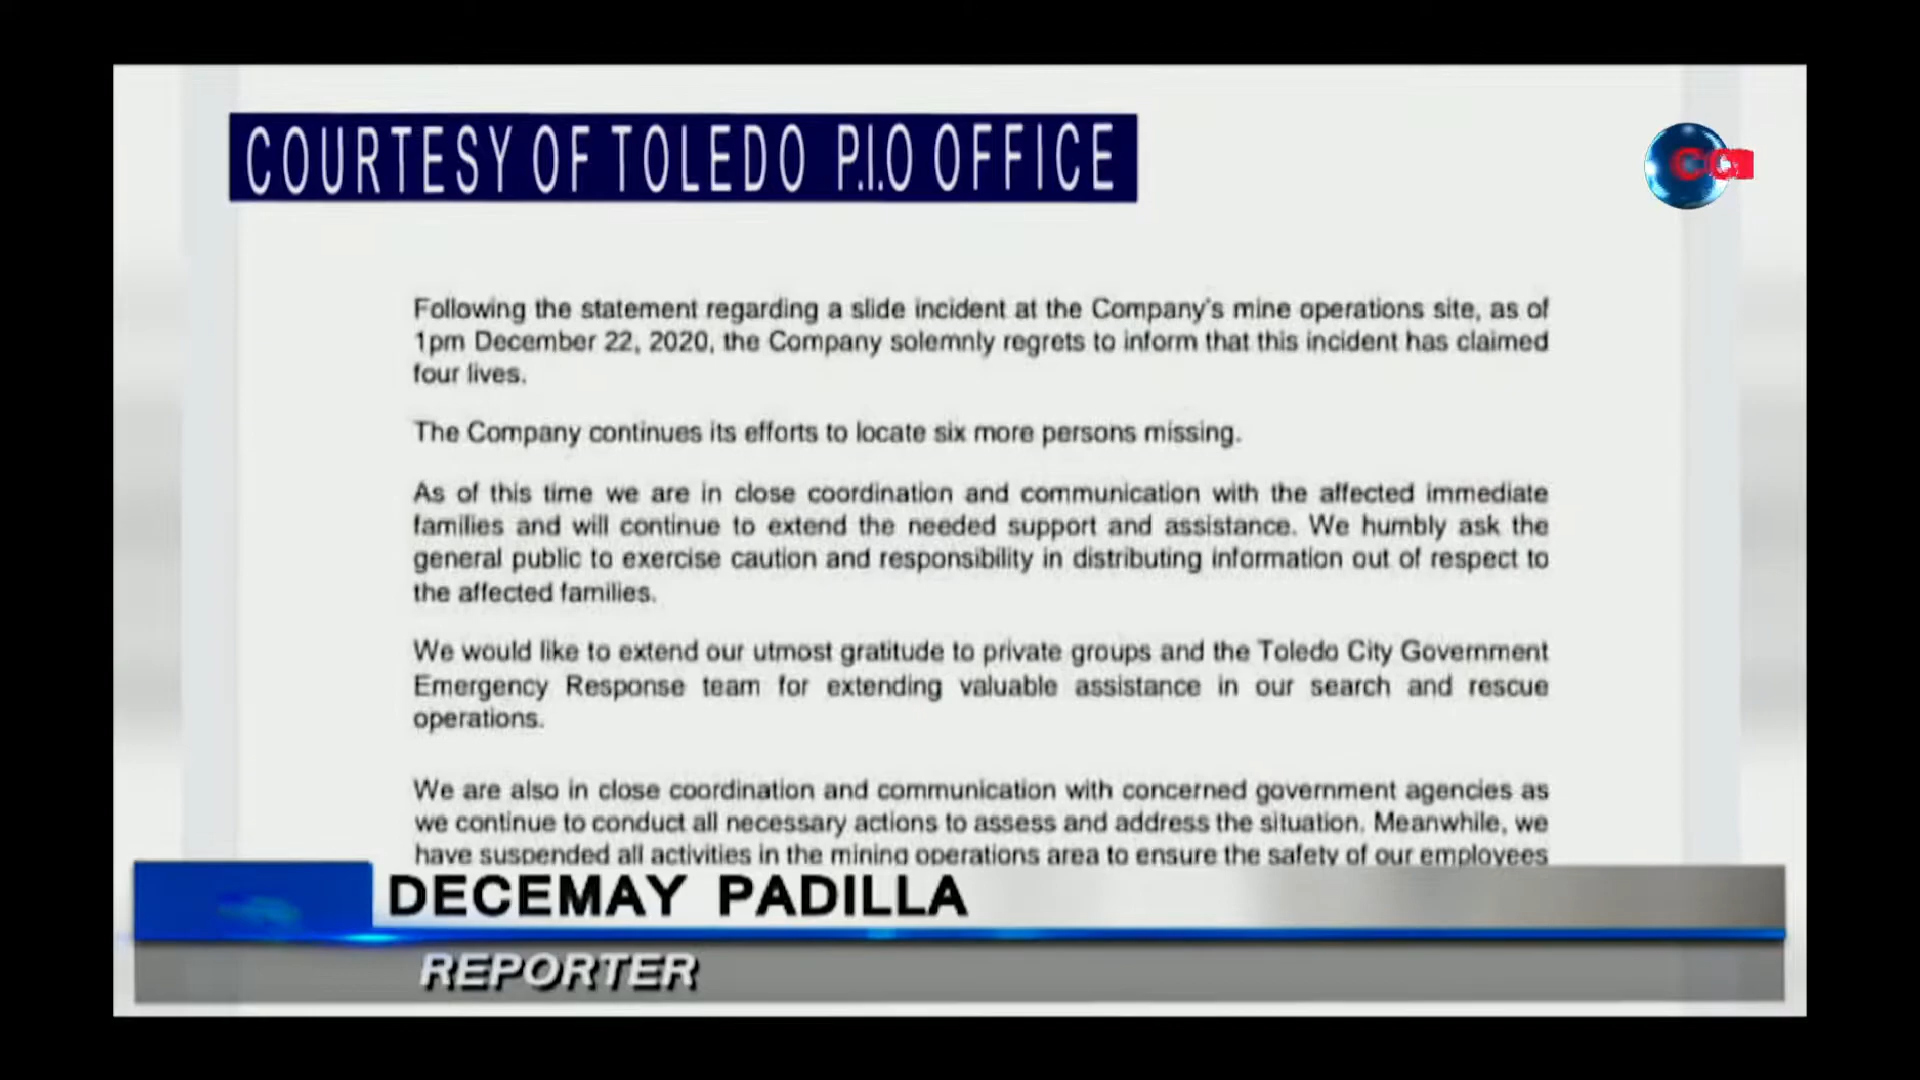 COURTESY OF TOLEDO P.I.O OFFICE
Following the statement regarding a slide incident at the Company's mine operations site, as of
1pm December 22, 2020, the Company solemnly regrets to inform that this incident has claimed
four lives.
The Company continues its efforts to locate six more persons missing.
As of this time we are in close coordination and communication with the affected immediate
families and will continue to extend the needed support and assistance. We humbly ask the
general public to exercise caution and responsibility in distributing information out of respect to
the affected families.
We would like to extend our utmost gratitude to private groups and the Toledo City Government
Emergency Response team for extending valuable assistance in our search and rescue
operations.
We are also in close coordination and communication with concerned government agencies as
we continue to conduct all necessary actions to assess and address the situation. Meanwhile, we
have suspended all activities in the mining operations area to ensure the safety of our employees
DECEMAY PADILLA
REPORTER